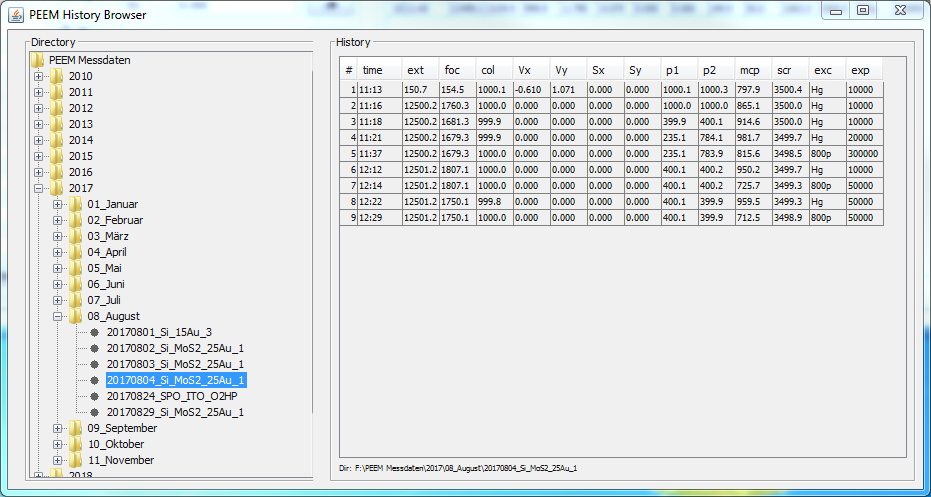 PEEM History Browser
Directory
PEEM Messdaten
2010
2011
2012
2013
2014
2015
2016
2017
01_Januar
02_Februar
03_März
04_April
05_Mai
06_Juni
07_Juli
08_August
20170801_Si_15Au_3
20170802_Si_MoS2_25Au_1
20170803_Si_MoS2_25Au_1
20170804_Si_MoS2_25Au_1
20170824_SPO_ITO_O2HP
20170829_Si_MoS2_25Au_1
09_September
10_Oktober
11_November
2018
History
# time ext foc col Vx Vy Sx Sy p1 p2 mcp scr exc exp
1 11:13 150.7 154.5 1000.1 -0.610 1.071 0.000 0.000 1000.1 1000.3 797.9 3500.4 Hg 10000
2 11:16 12500.2 1760.3 1000.0 0.000 0.000 0.000 0.000 1000.0 1000.0 865.1 3500.0 Hg 10000
3 11:18 12500.2 1681.3 999.9 0.000 0.000 0.000 0.000 399.9 400.1 914.6 3500.0 Hg 10000
4 11:21 12500.2 1679.3 999.9 0.000 0.000 0.000 0.000 235.1 784.1 981.7 3499.7 Hg 20000
5 11:37 12500.2 1679.3 1000.0 0.000 0.000 0.000 0.000 235.1 783.9 815.6 3498.5 800p 300000
6 12:12 12501.2 1807.1 1000.0 0.000 0.000 0.000 0.000 400.1 400.2 950.2 3499.7 Hg 10000
7 12:14 12501.2 1807.1 1000.0 0.000 0.000 0.000 0.000 400.1 400.2 725.7 3499.3 800p 50000
8 12:22 12501.2 1750.1 999.8 0.000 0.000 0.000 0.000 400.1 399.9 959.5 3499.3 Hg 50000
9 12:29 12501.2 1750.1 1000.0 0.000 0.000 0.000 0.000 400.1 399.9 712.5 3498.9 800p 50000
Dir: F:\PEEM Messdaten\2017\08_August\20170804_Si_MoS2_25Au_1